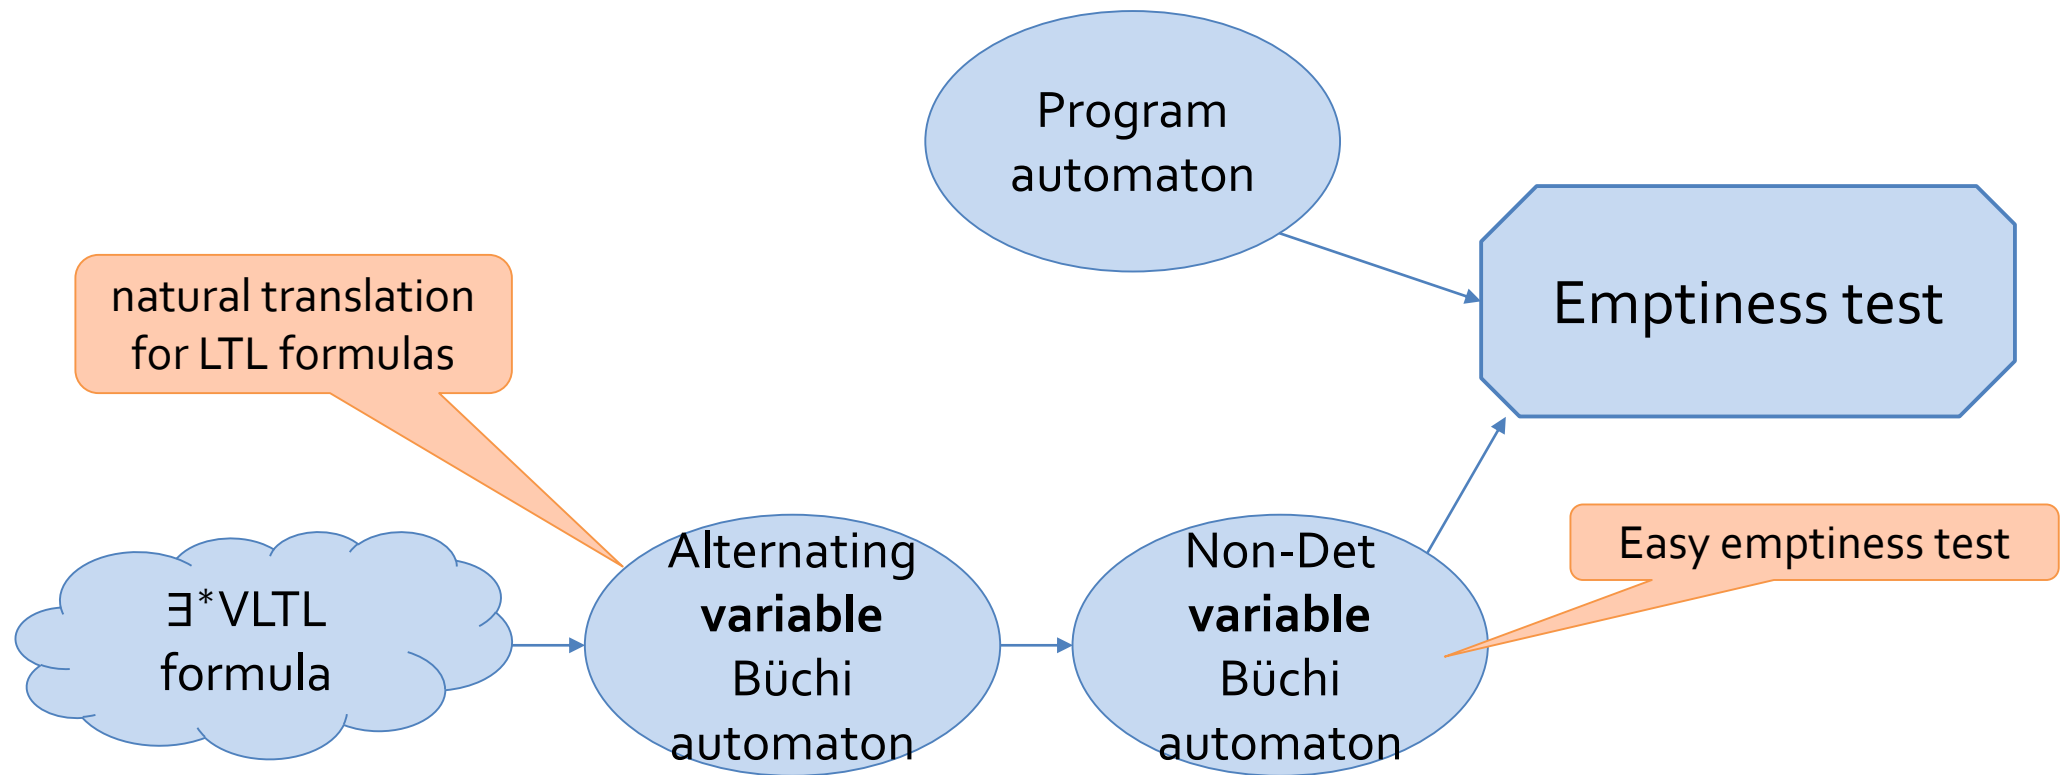 Program
automaton
Emptiness test
natural translation
for LTL formulas
∃*VLTL
formula
Alternating
variable
Büchi
automaton
Non-Det
variable
Büchi
automaton
Easy emptiness test